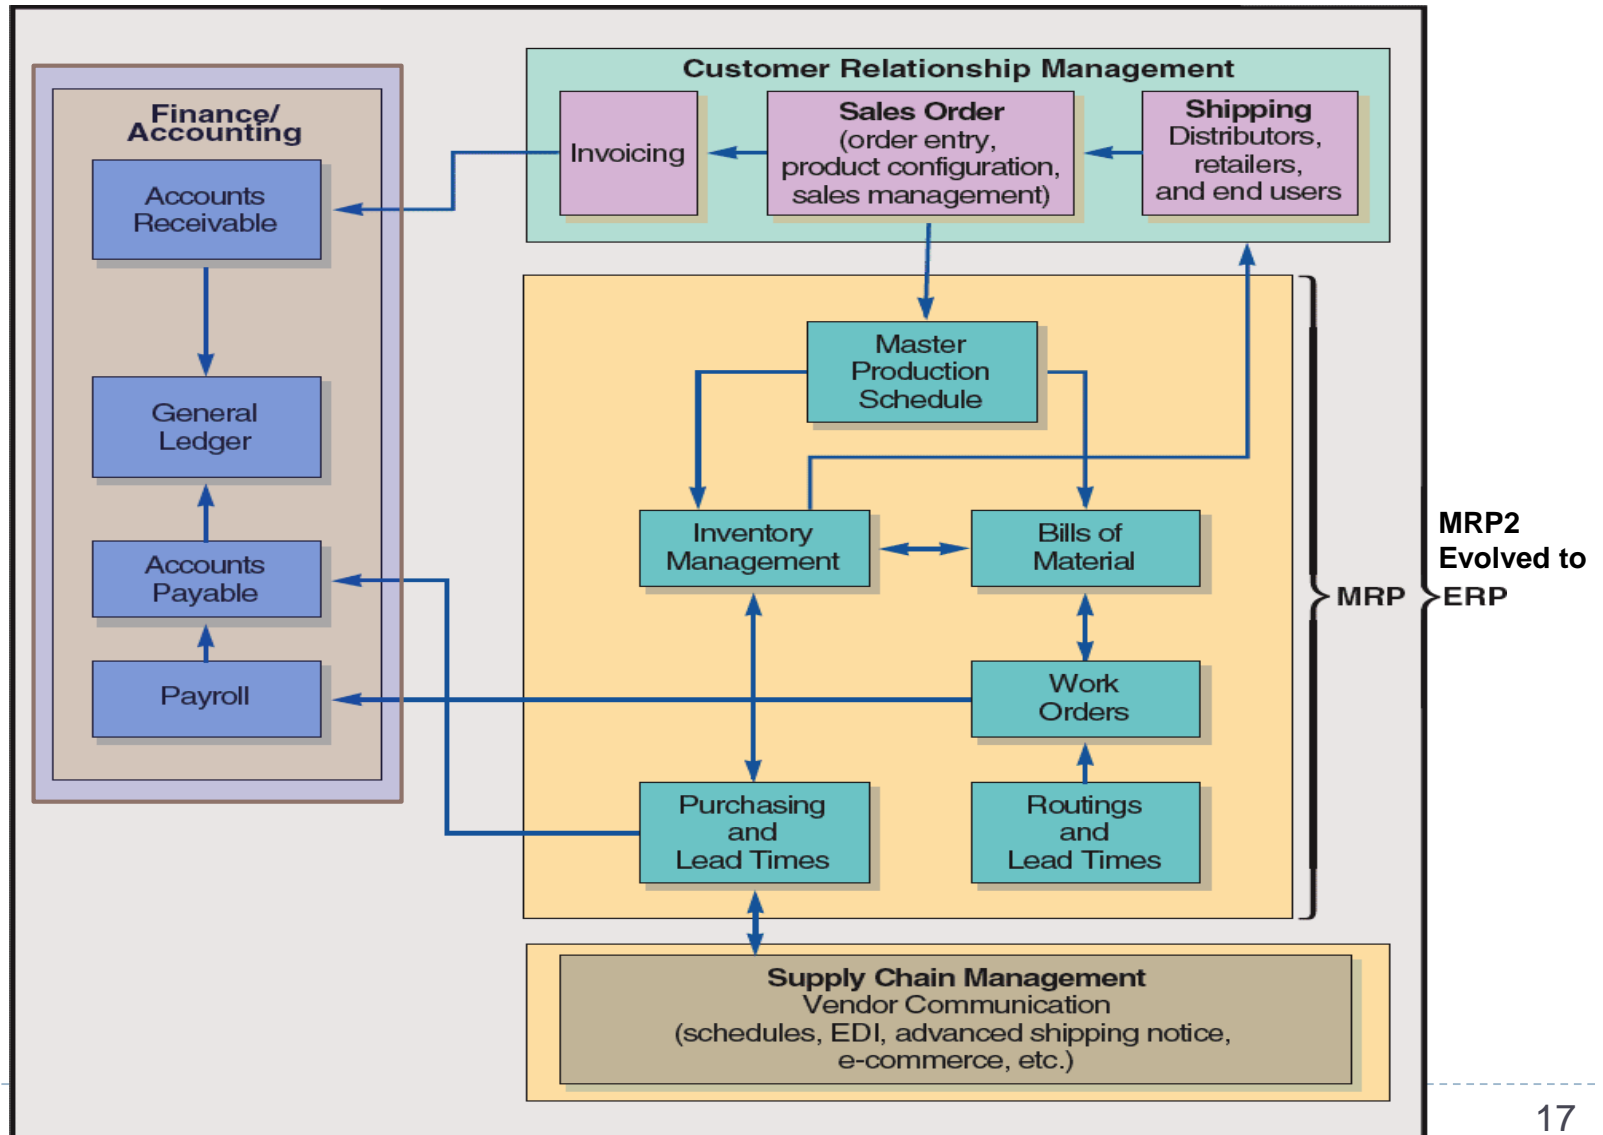 Customer Relationship Management
Finance/
Accounting
Accounts
Receivable
General
Ledger
Accounts
Payable
Payroll
Invoicing
Sales Order
(order entry,
product configuration,
sales management)
Shipping
Distributors,
retailers,
and end users
Master
Production
Schedule
Inventory
Management
Bills of
Material
Work
Orders
Purchasing
and
Lead Times
Routings
and
Lead Times
MRP
MRP2
Evolved to
ERP
Supply Chain Management
Vendor Communication
(schedules, EDI, advanced shipping notice,
e-commerce, etc.)
17